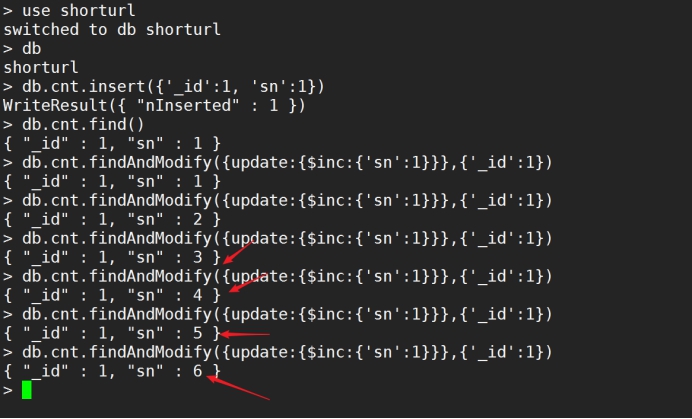 > use shorturl
switched to db shorturl
> db
shorturl
> db.cnt.insert({'_id':1, 'sn':1})
WriteResult({ "nInserted" : 1 })
> db.cnt.find()
{ "_id" : 1, "sn" : 1 }
> db.cnt.findAndModify({update:{$inc:{'sn':1}}},{'_id':1})
{ "_id" : 1, "sn" : 1 }
> db.cnt.findAndModify({update:{$inc:{'sn':1}}},{'_id':1})
{ "_id" : 1, "sn" : 2 }
> db.cnt.findAndModify({update:{$inc:{'sn':1}}},{'_id':1})
{ "_id" : 1, "sn" : 3 }
> db.cnt.findAndModify({update:{$inc:{'sn':1}}},{'_id':1})
{ "_id" : 1, "sn" : 4 }
> db.cnt.findAndModify({update:{$inc:{'sn':1}}},{'_id':1})
{ "_id" : 1, "sn" : 5 }
> db.cnt.findAndModify({update:{$inc:{'sn':1}}},{'_id':1})
{ "_id" : 1, "sn" : 6 }
>